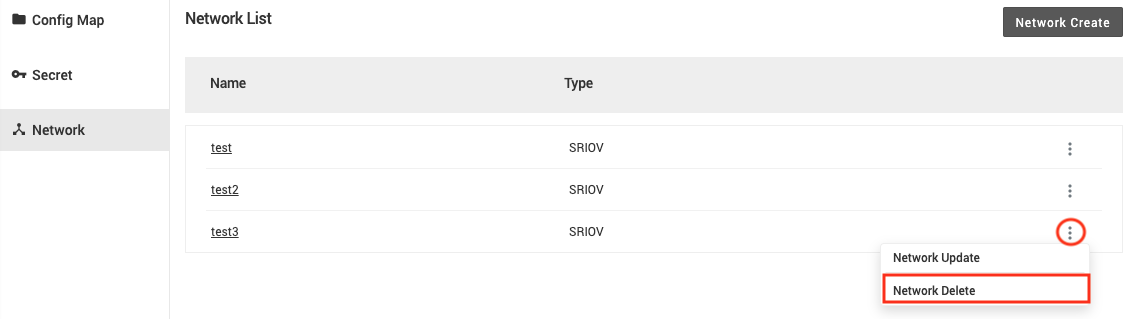 Config Map
Secret
Network
Network List
Network Create
Name Type
test SRIOV
test2 SRIOV
test3 SRIOV
Network Update
Network Delete